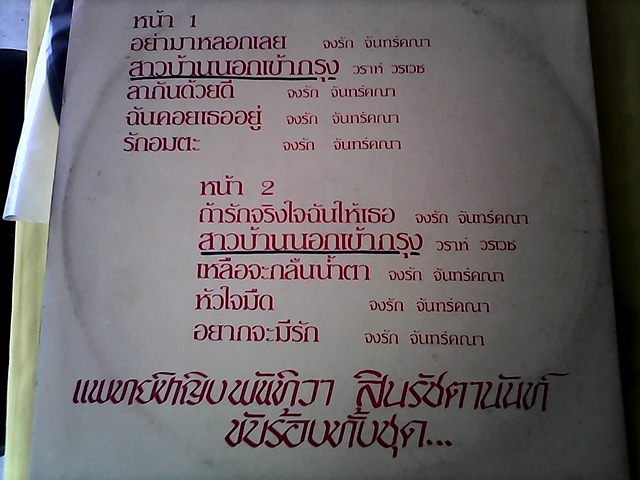 หน้า 1
อย่ามาหลอกเลย จงรัก จันทร์คณา
สาวบ้านนอกเข้ากรุง วราห์ วรเวช
ลากันด้วยดี จงรัก จันทร์คณา
ฉันคอยเธออยู่ จงรัก จันทร์คณา
รักอมตะ จงรัก จันทร์คณา
หน้า 2
ถ้ารักจริงใจฉันให้เธอ จงรัก จันทร์คณา
สาวบ้านนอกเข้ากรุง วราห์ วรเวช
เหลือจะกลืนน้ำตา จงรัก จันทร์คณา
หัวใจมืด จงรัก จันทร์คณา
อยากจะมีรัก จงรัก จันทร์คณา
แพทย์หญิงพันทิวา สินรัชตานันท์
ขับร้องทั้งชุด...